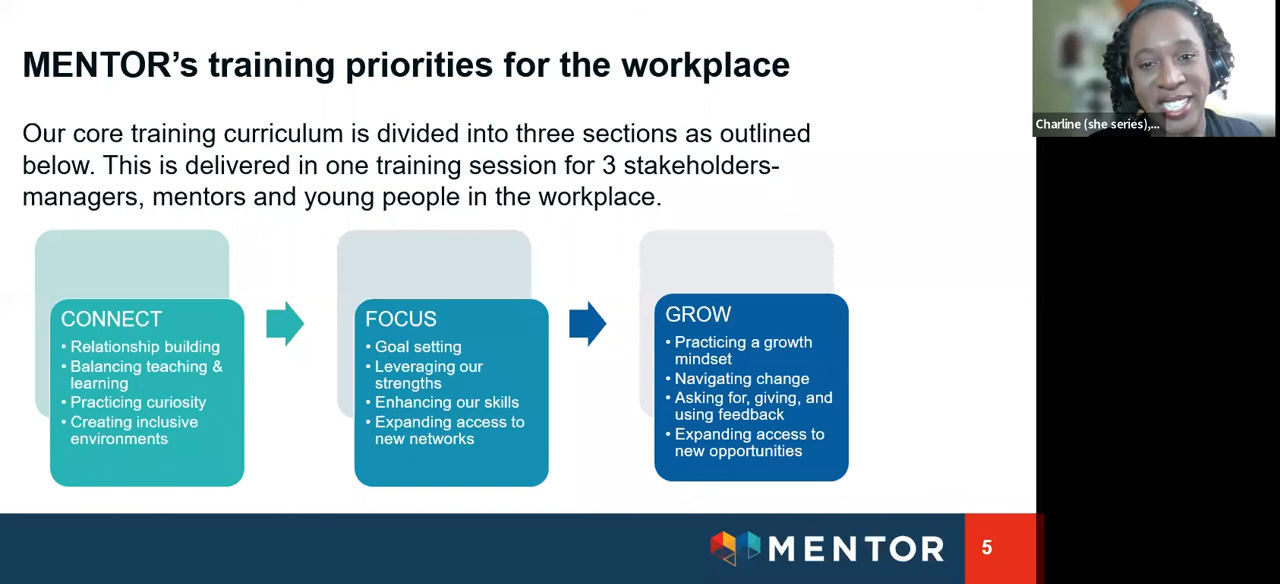 MENTOR’s training priorities for the workplace
Our core training curriculum is divided into three sections as outlined
below. This is delivered in one training session for 3 stakeholders-
managers, mentors and young people in the workplace.
CONNECT
• Relationship building
• Balancing teaching &
learning
• Practicing curiosity
• Creating inclusive
environments
FOCUS
• Goal setting
• Leveraging our
strengths
• Enhancing our skills
• Expanding access to
new networks
GROW
• Practicing a growth
mindset
• Navigating change
• Asking for, giving, and
using feedback
• Expanding access to
new opportunities
MENTOR
5
Charline (she series),...